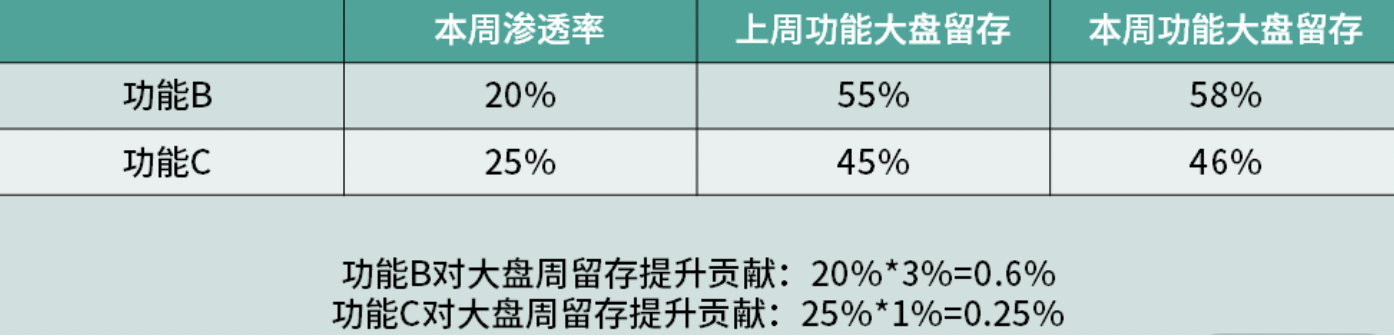 本周渗透率 上周功能大盘留存 本周功能大盘留存
功能B 20% 55% 58%
功能C 25% 45% 46%
功能B对大盘周留存提升贡献：20%*3%=0.6%
功能C对大盘周留存提升贡献：25%*1%=0.25%